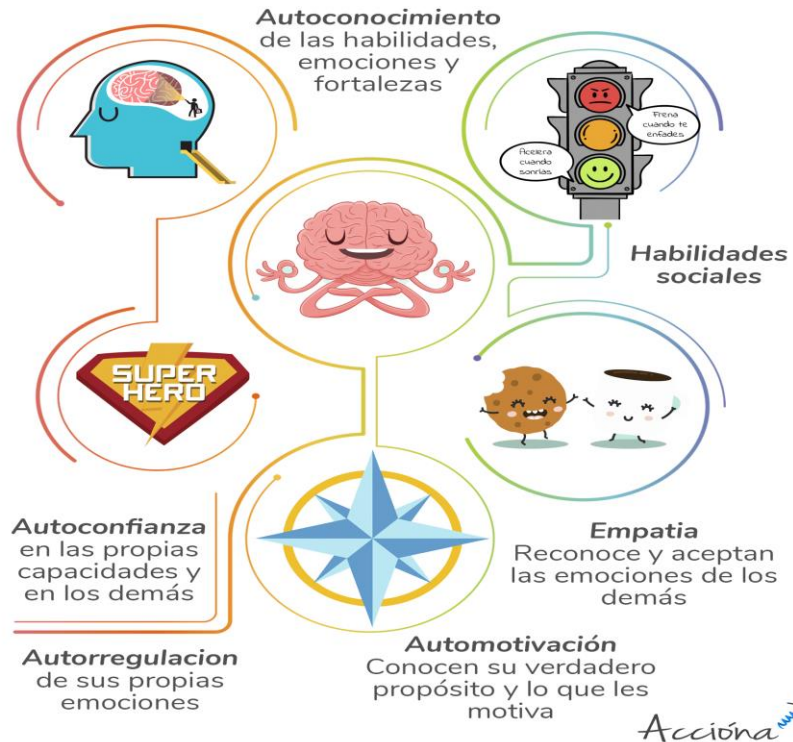 Autoconocimiento
de las habilidades,
emociones y
fortalezas
Frena
cuando te
enfades
Acelera
cuando
sonrías
Habilidades
sociales
SUPER
HERO
Autoconfianza
en las propias
capacidades y
en los demás
Empatia
Reconoce y aceptan
las emociones de los
demás
Autorregulacion
de sus propias
emociones
Automotivación
Conocen su verdadero
propósito y lo que les
motiva
Accióna